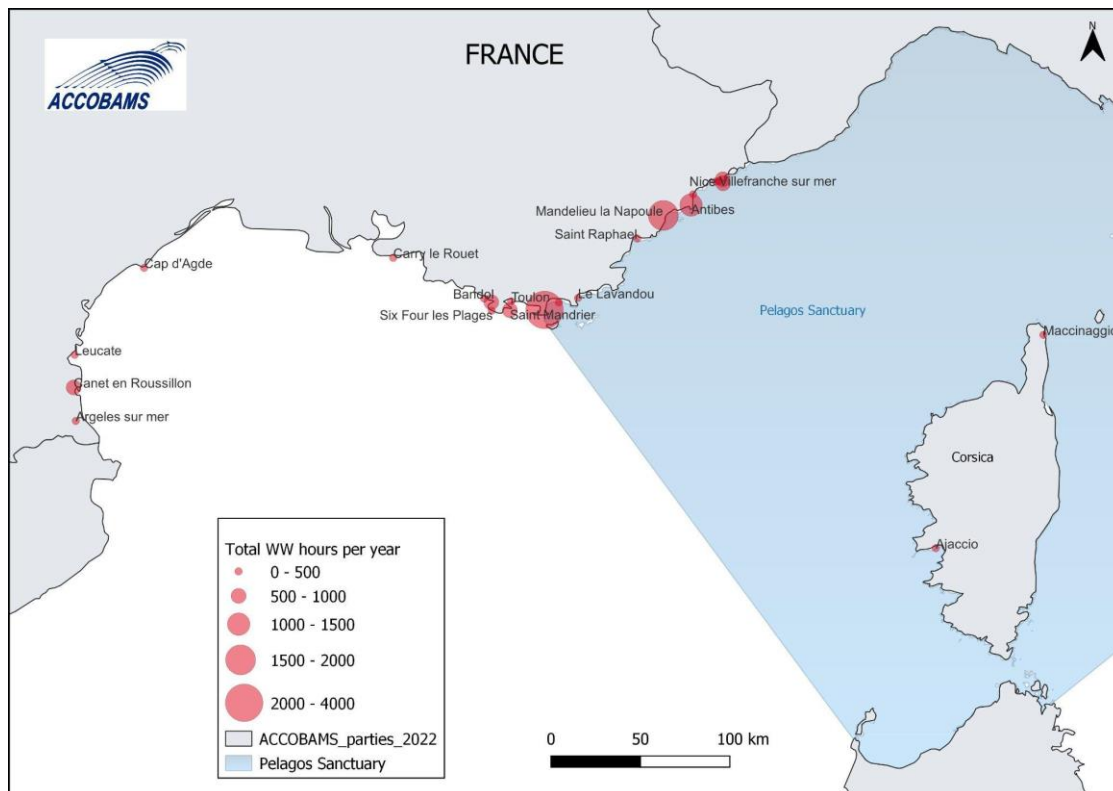 FRANCE
N
ACCOBAMS
Nice Villefranche sur mer
Mandelieu la Napoule
Antibes
Saint Raphael
Carry le Rouet
Cap d'Agde
Bandol
Toulon
Le Lavandou
Six Four les Plages
Saint Mandrier
Pelagos Sanctuary
Maccinaggio
Leucate
Canet en Roussillon
Argeles sur mer
Corsica
Ajaccio
Total WW hours per year
0 - 500
500 - 1000
1000 - 1500
1500 - 2000
2000 - 4000
ACCOBAMS_parties_2022
Pelagos Sanctuary
0 50 100 km